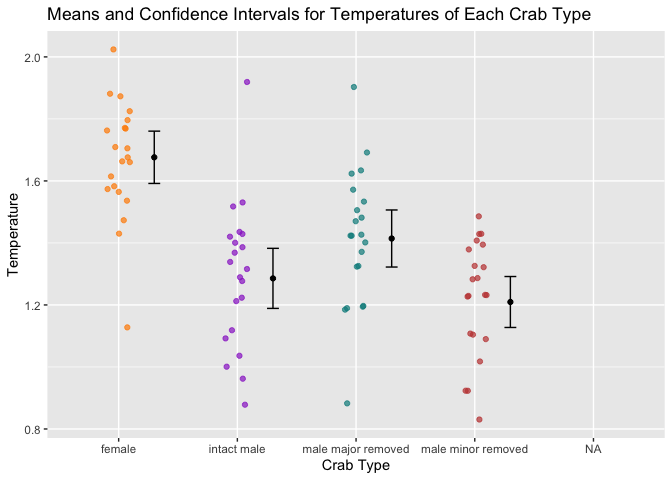 Means and Confidence Intervals for Temperatures of Each Crab Type
Temperature
2.0
1.6
1.2
0.8
female intact male male major removed male minor removed NA
Crab Type